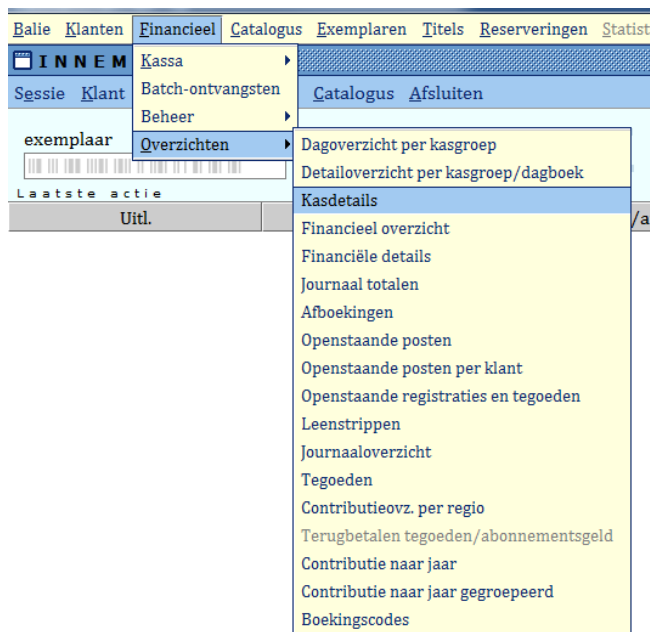 Balie Klanten Financieel Catalogus Exemplaren Titels Reserveringen Statist
INNEM Kassa
Sessie Klant Batch-ontvangsten Catalogus Afsluiten
Beheer
exemplaar Overzichten Dagoverzicht per kasgroep
Detailoverzicht per kasgroep/dagboek
Laatste actie Kasdetails
Uitl. /a
Financieel overzicht
Financiële details
Journaal totalen
Afboekingen
Openstaande posten
Openstaande posten per klant
Openstaande registraties en tegoeden
Leenstrippen
Journaaloverzicht
Tegoeden
Contributieovz. per regio
Terugbetalen tegoeden/abonnementsgeld
Contributie naar jaar
Contributie naar jaar gegroepeerd
Boekingscodes